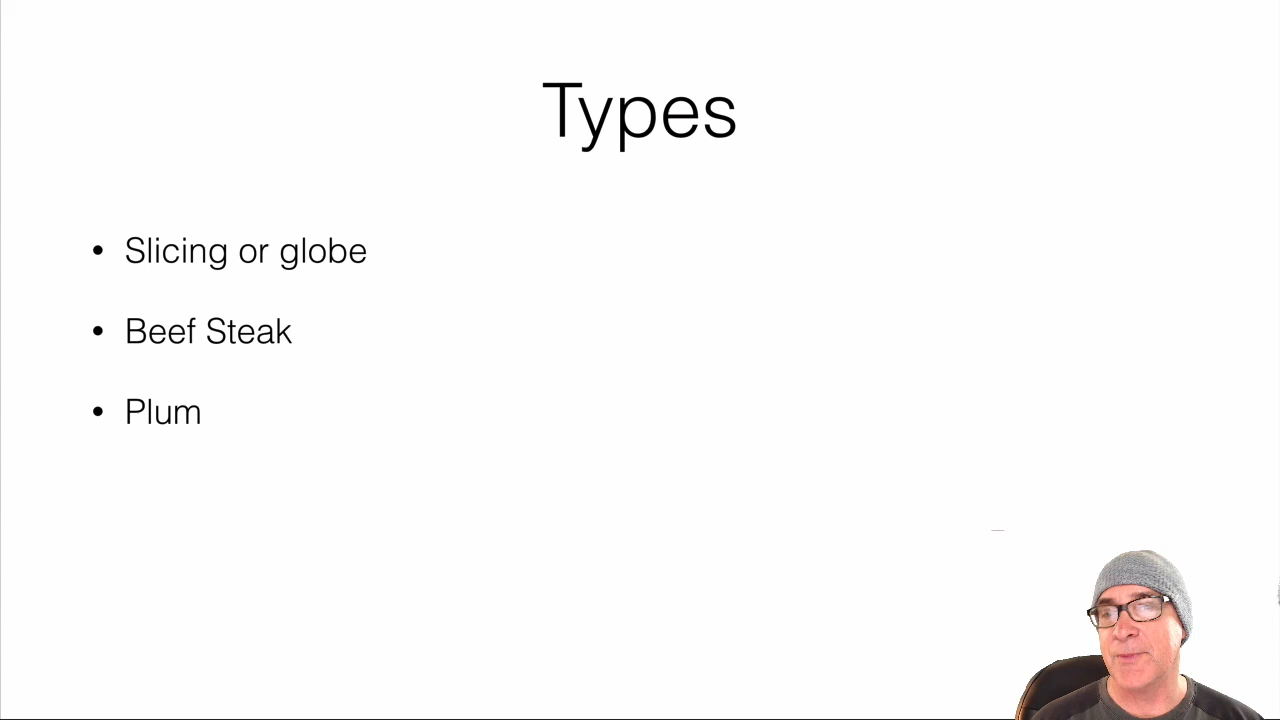 Types
• Slicing or globe
• Beef Steak
• Plum